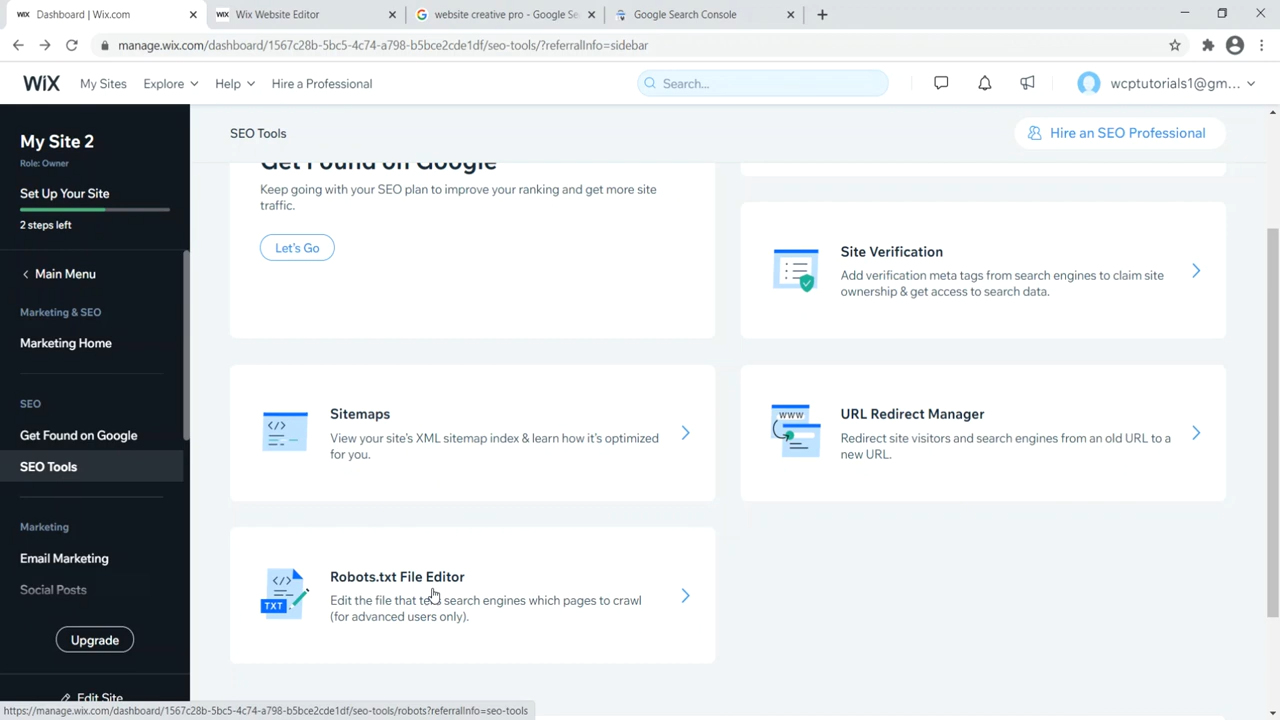 Dashboard | Wix.com
Wix Website Editor
website creative pro - Google Se
Google Search Console
manage.wix.com/dashboard/1567c28b-5bc5-4c74-a798-b5bce2cde1df/seo-tools/?referralInfo=sidebar
WiX
My Sites
Explore
Help
Hire a Professional
Search...
wcptutorials1@gm...
My Site 2
Role: Owner
Set Up Your Site
2 steps left
Main Menu
Marketing & SEO
Marketing Home
SEO
Get Found on Google
SEO Tools
Marketing
Email Marketing
Social Posts
Upgrade
Edit Site
SEO Tools
Hire an SEO Professional
Get Found on Google
Keep going with your SEO plan to improve your ranking and get more site
traffic.
Let's Go
Site Verification
Add verification meta tags from search engines to claim site
ownership & get access to search data.
Sitemaps
View your site's XML sitemap index & learn how it's optimized
for you.
WWW
URL Redirect Manager
Redirect site visitors and search engines from an old URL to a
new URL.
TXT
Robots.txt File Editor
Edit the file that tells search engines which pages to crawl
(for advanced users only).
https://manage.wix.com/dashboard/1567c28b-5bc5-4c74-a798-b5bce2cde1df/seo-tools/robots?referralInfo=seo-tools